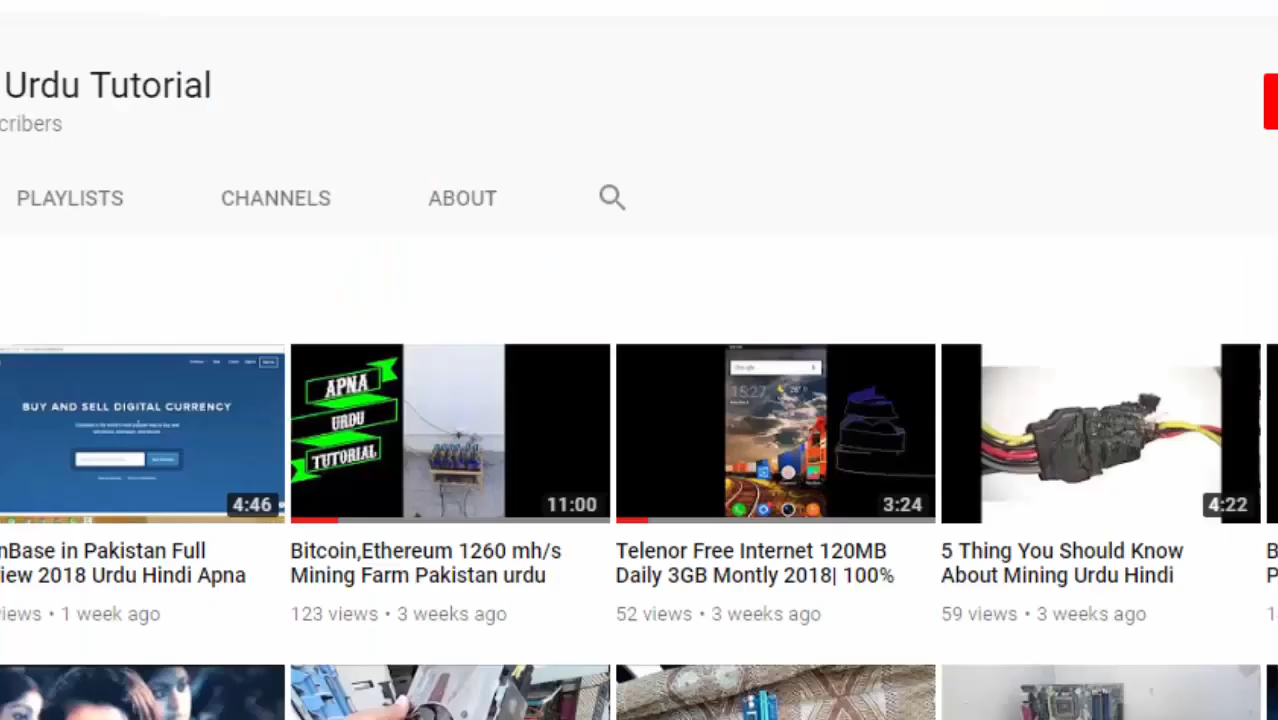 Urdu Tutorial
cribers
PLAYLISTS
CHANNELS
ABOUT
BUY AND SELL DIGITAL CURRENCY
4:46
APNA
URDU
TUTORIAL
11:00
15:27
3:24
4:22
nBase in Pakistan Full
iew 2018 Urdu Hindi Apna
iews • 1 week ago
Bitcoin,Ethereum 1260 mh/s
Mining Farm Pakistan urdu
123 views • 3 weeks ago
Telenor Free Internet 120MB
Daily 3GB Montly 2018| 100%
52 views • 3 weeks ago
5 Thing You Should Know
About Mining Urdu Hindi
59 views • 3 weeks ago
B
P